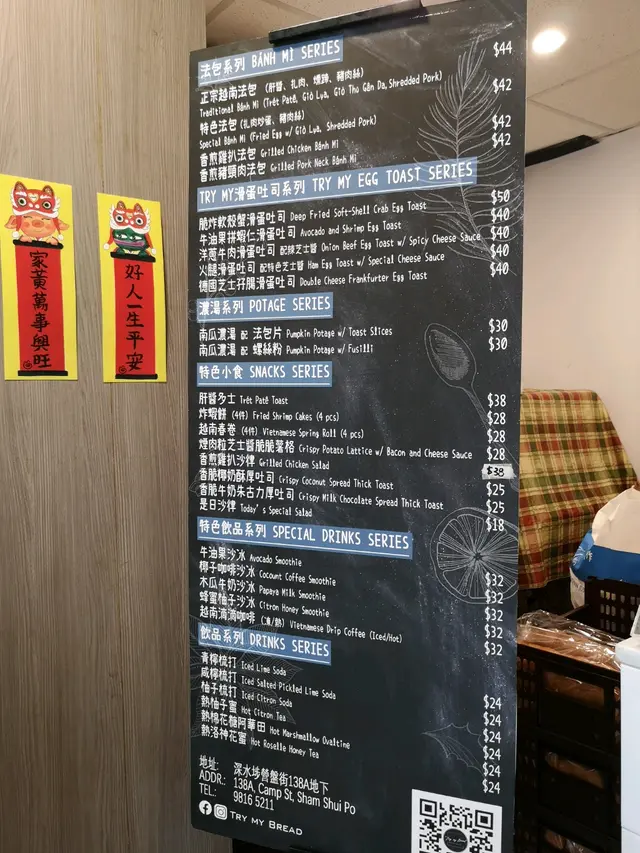 家黃萬事興旺
好人一生平安
法包系列 BÁNH MÌ SERIES
正宗越南法包 (肝醬、扎肉、燻蹄、豬肉絲) $44
Traditional Bánh Mì (Trét Patê, Giò Lụa, Giò Thủ Gân Da, Shredded Pork)
特色法包 (扎肉炒蛋、豬肉絲) $42
Special Bánh Mì (Fried Egg w/ Giò Lụa, Shredded Pork)
香煎雞扒法包 Grilled Chicken Bánh Mì $42
香煎豬頸肉法包 Grilled Pork Neck Bánh Mì $42
TRY MY滑蛋吐司系列 TRY MY EGG TOAST SERIES
脆炸軟殼蟹滑蛋吐司 Deep Fried Soft-Shell Crab Egg Toast $50
牛油果拼蝦仁滑蛋吐司 Avocado and Shrimp Egg Toast $40
洋蔥牛肉滑蛋吐司 配辣芝士醬 Onion Beef Egg Toast w/ Spicy Cheese Sauce $40
火腿滑蛋吐司 配特色芝士醬 Ham Egg Toast w/ Special Cheese Sauce $40
德國芝士孖腸滑蛋吐司 Double Cheese Frankfurter Egg Toast $40
濃湯系列 POTAGE SERIES
南瓜濃湯 配 法包片 Pumpkin Potage w/ Toast Slices $30
南瓜濃湯 配 螺絲粉 Pumpkin Potage w/ Fusilli $30
特色小食 SNACKS SERIES
肝醬多士 Trét Patê Toast $38
炸蝦餅 (4件) Fried Shrimp Cakes (4 pcs) $28
越南春卷 (4件) Vietnamese Spring Roll (4 pcs) $28
煙肉粒芝士醬脆脆薯格 Crispy Potato Lattice w/ Bacon and Cheese Sauce $28
香煎雞扒沙律 Grilled Chicken Salad $38
香脆椰奶酥厚吐司 Crispy Coconut Spread Thick Toast $25
香脆牛奶朱古力厚吐司 Crispy Milk Chocolate Spread Thick Toast $25
是日沙律 Today's Special Salad $18
特色飲品系列 SPECIAL DRINKS SERIES
牛油果沙冰 Avocado Smoothie $32
椰子咖啡沙冰 Cocount Coffee Smoothie $32
木瓜牛奶沙冰 Papaya Milk Smoothie $32
蜂蜜柚子沙冰 Citron Honey Smoothie $32
越南滴滴咖啡 (凍/熱) Vietnamese Drip Coffee (Iced/Hot) $32
飲品系列 DRINKS SERIES
青檸梳打 Iced Lime Soda $24
咸檸梳打 Iced Salted Pickled Lime Soda $24
柚子梳打 Iced Citron Soda $24
熱柚子蜜 Hot Citron Tea $24
熱棉花糖阿華田 Hot Marshmallow Ovaltine $24
熱洛神花蜜 Hot Roselle Honey Tea $24
地址: 深水埗營盤街138A地下
ADDR.: 138A, Camp St, Sham Shui Po
TEL: 9816 5211
TRY MY BREAD